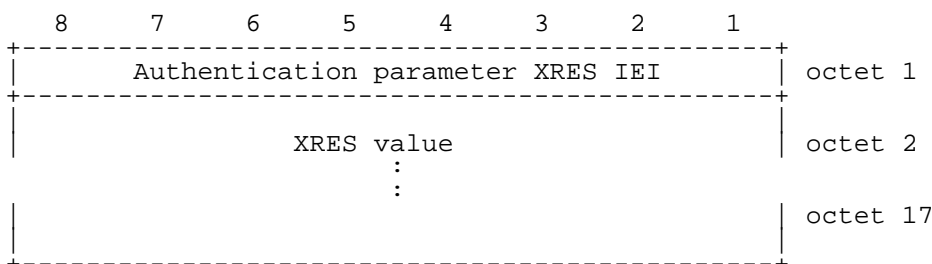 8 7 6 5 4 3 2 1
+-----------------------------------------------+
| Authentication parameter XRES IEI | octet 1
+-----------------------------------------------+
| |
| XRES value | octet 2
:
:
| | octet 17
| |
+-----------------------------------------------+